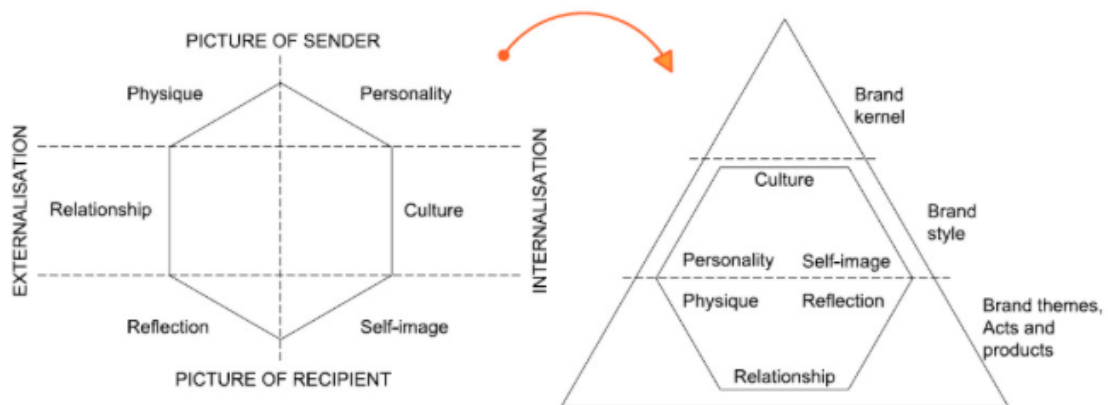 PICTURE OF SENDER
Physique
Personality
EXTERNALISATION
Relationship
Culture
INTERNALISATION
Reflection
Self-image
PICTURE OF RECIPIENT
Brand
kernel
Culture
Brand
style
Personality
Self-image
Physique
Reflection
Brand themes,
Acts and
products
Relationship